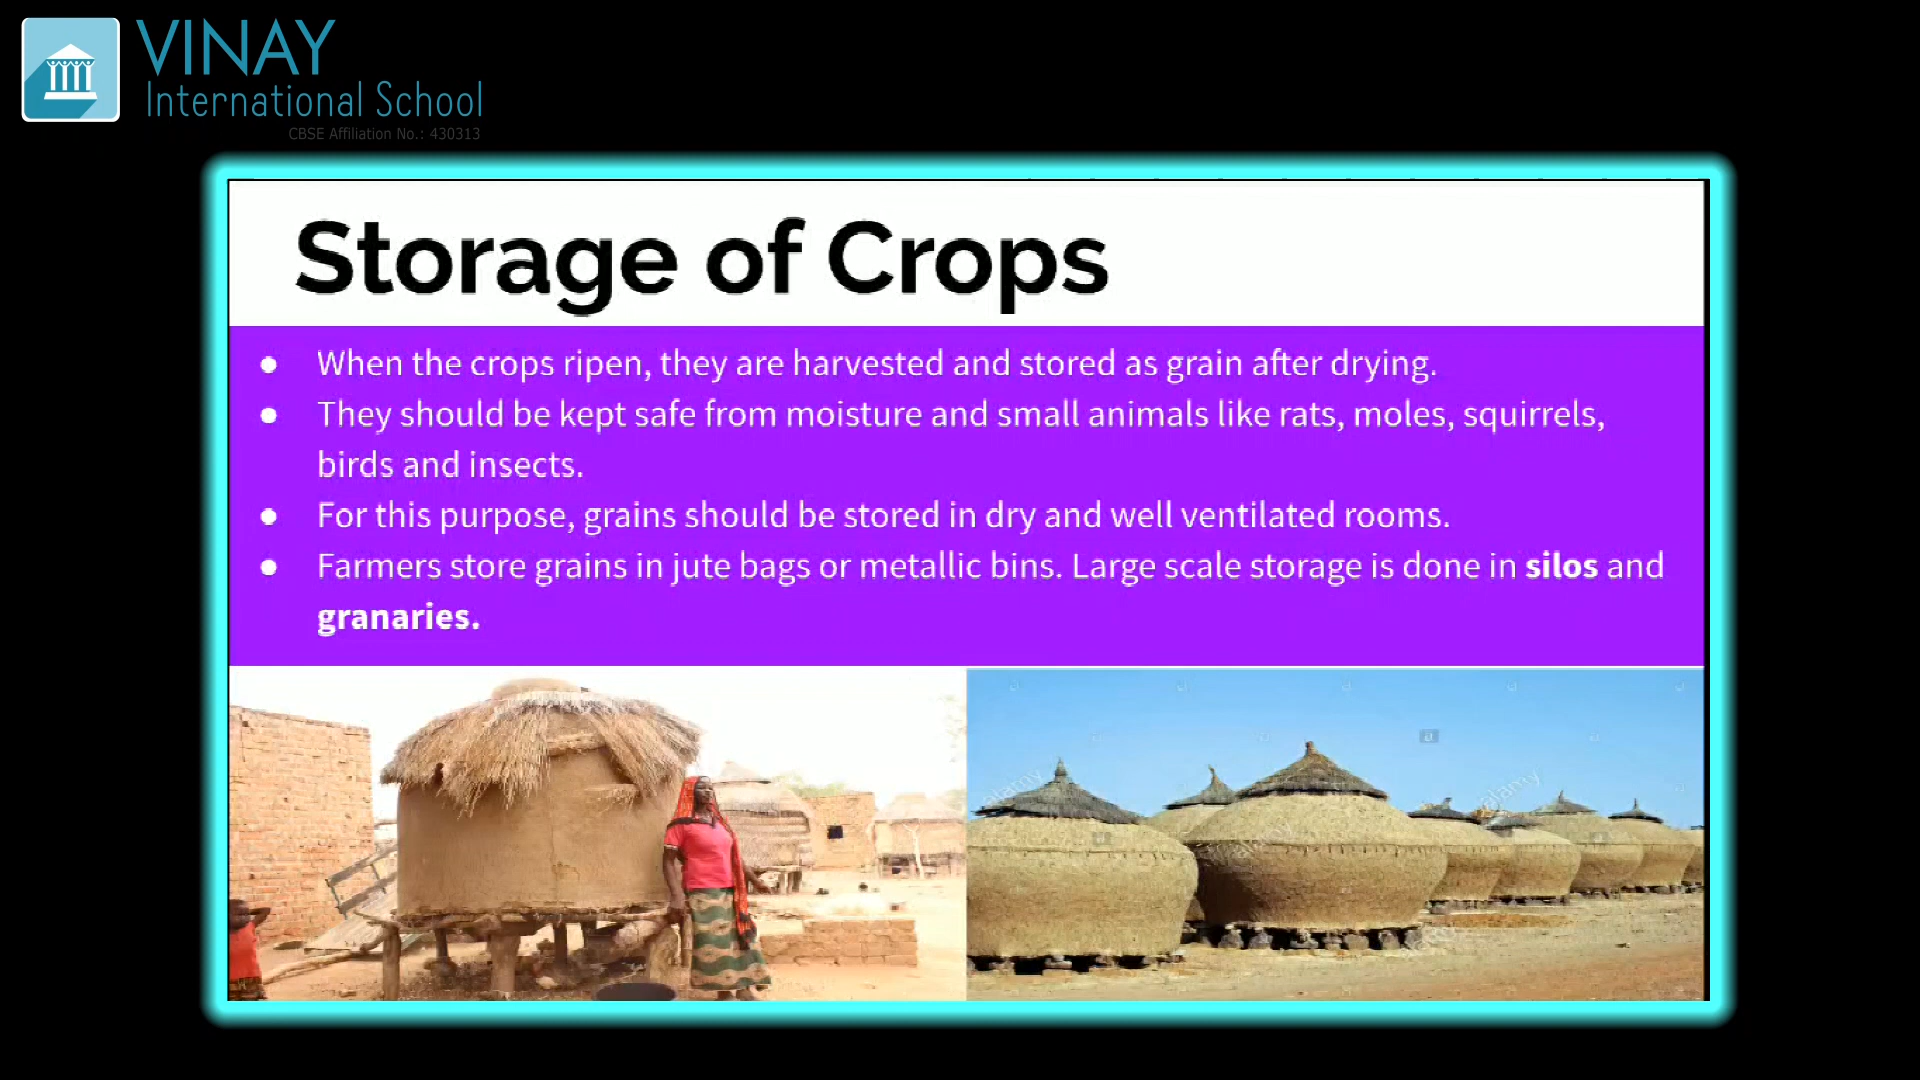 VINAY
International School
CBSE Affiliation No.: 430313
Storage of Crops
● When the crops ripen, they are harvested and stored as grain after drying.
● They should be kept safe from moisture and small animals like rats, moles, squirrels,
birds and insects.
● For this purpose, grains should be stored in dry and well ventilated rooms.
● Farmers store grains in jute bags or metallic bins. Large scale storage is done in silos and
granaries.
alamy
alamy